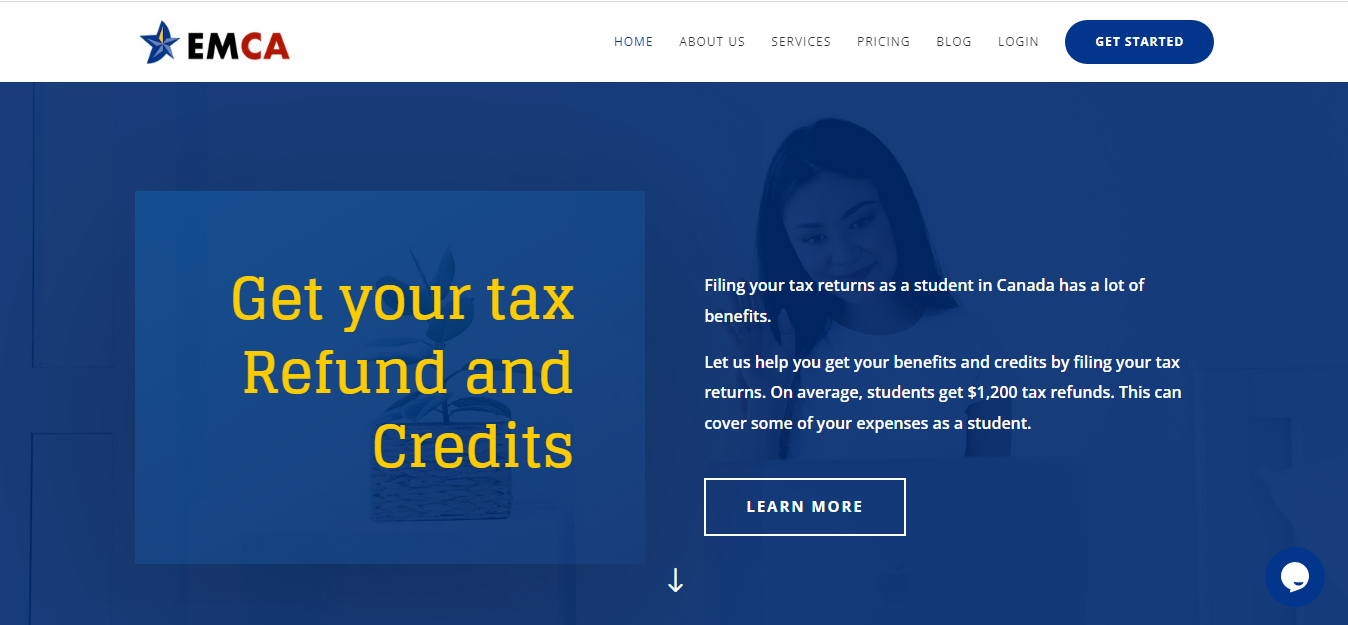 EMCA
HOME
ABOUT US
SERVICES
PRICING
BLOG
LOGIN
GET STARTED
Get your tax
Refund and
Credits
Filing your tax returns as a student in Canada has a lot of
benefits.
Let us help you get your benefits and credits by filing your tax
returns. On average, students get $1,200 tax refunds. This can
cover some of your expenses as a student.
LEARN MORE